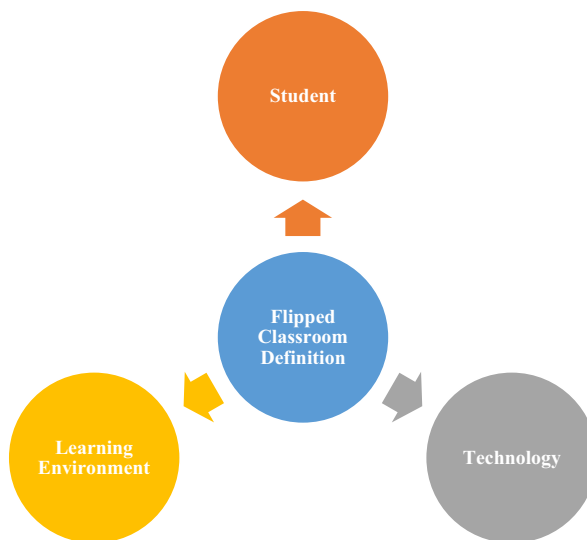 Student
Flipped
Classroom
Definition
Learning
Environment
Technology